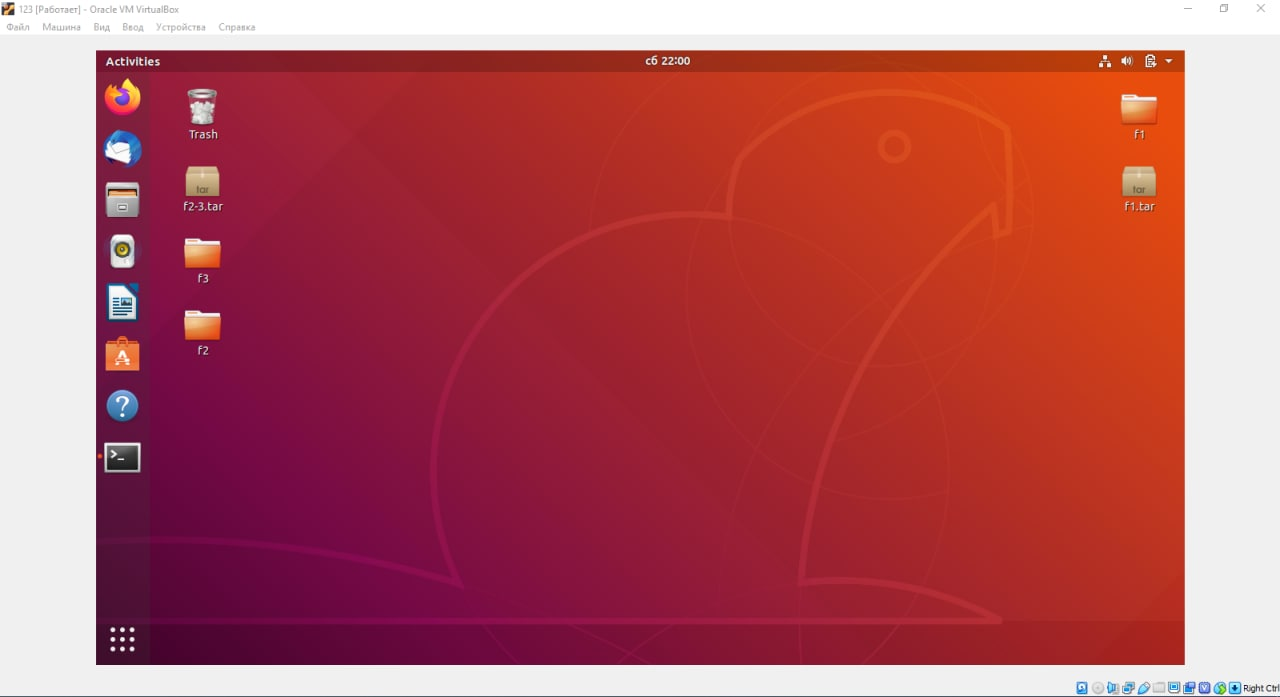 123 [Работает] - Oracle VM VirtualBox
Файл Машина Вид Ввод Устройства Справка
Activities
сб 22:00
Trash
f1
tar
f2-3.tar
tar
f1.tar
f3
f2
Right Ctrl